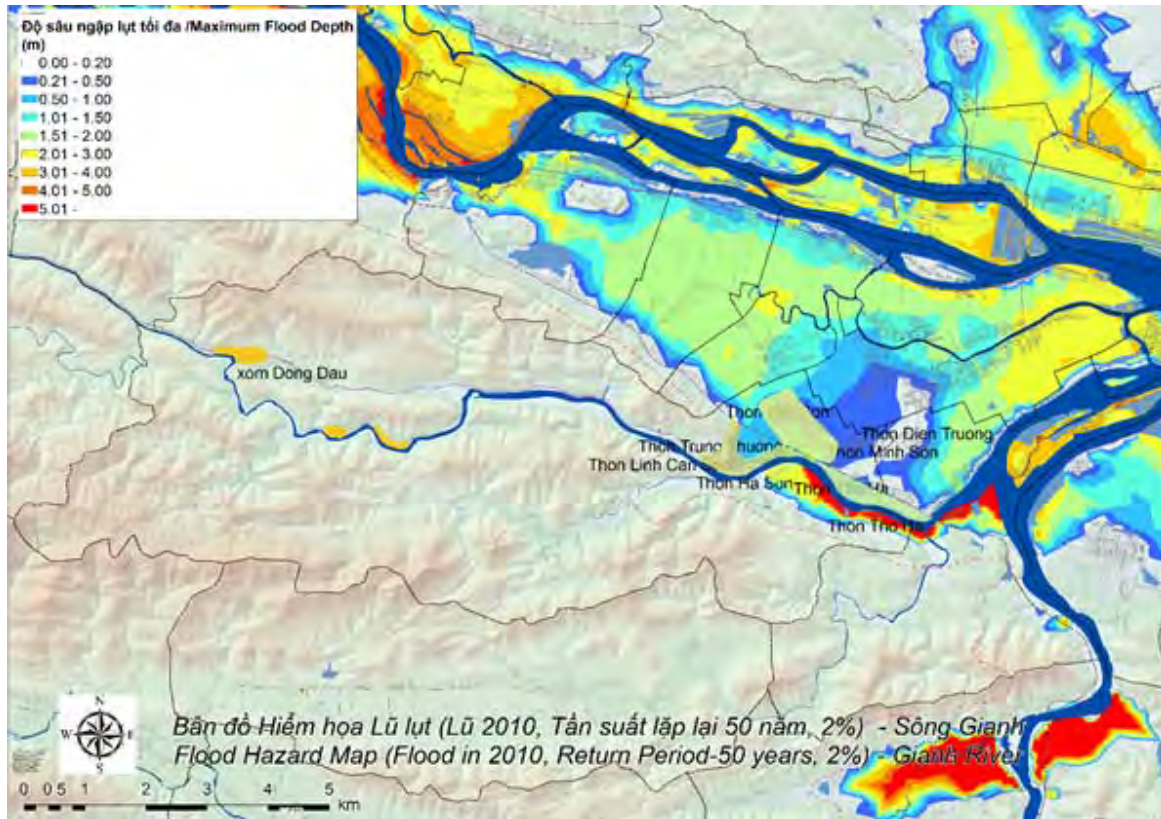 Độ sâu ngập lụt tối đa /Maximum Flood Depth
(m)
0.00 - 0.20
0.21 - 0.50
0.50 - 1.00
1.01 - 1.50
1.51 - 2.00
2.01 - 3.00
3.01 - 4.00
4.01 - 5.00
5.01 -
xom Dong Dau
Thon
Thon Dien Truong
Thon Trung
Minh Son
Thon Linh Can
Thon Ha Son
Thon
Thon Tho Ha
N
W E
S
Bản đồ Hiểm họa Lũ lụt (Lũ 2010, Tần suất lặp lại 50 năm, 2%) - Sông Gianh
Flood Hazard Map (Flood in 2010, Return Period-50 years, 2%) - Gianh River
0 0.5 1 2 3 4 5
km